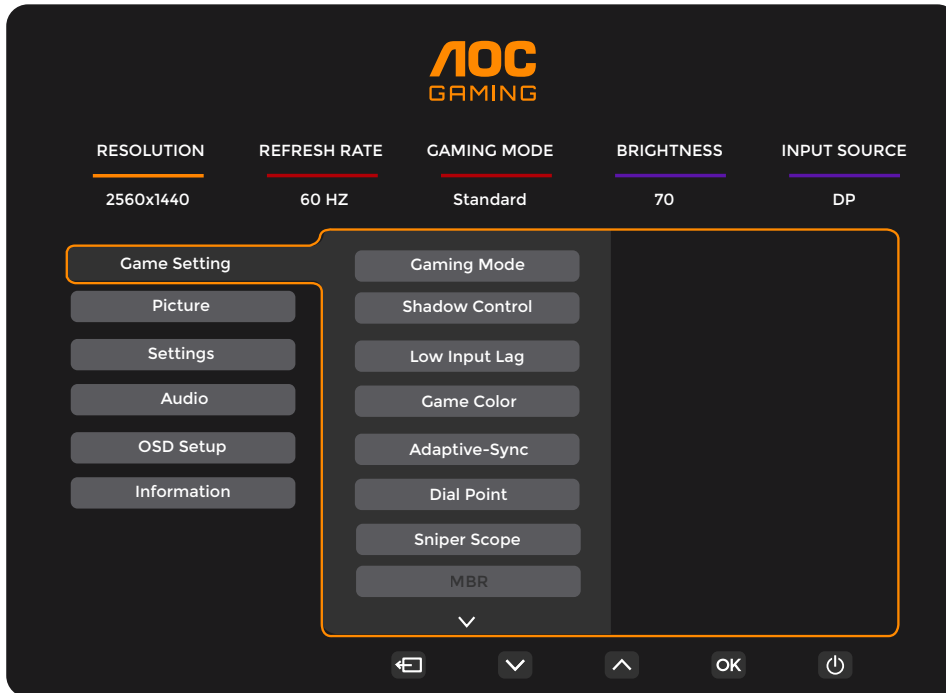 AOC
GAMING
RESOLUTION REFRESH RATE GAMING MODE BRIGHTNESS INPUT SOURCE
2560x1440 60 HZ Standard 70 DP
Game Setting
Picture
Settings
Audio
OSD Setup
Information
Gaming Mode
Shadow Control
Low Input Lag
Game Color
Adaptive-Sync
Dial Point
Sniper Scope
MBR
OK